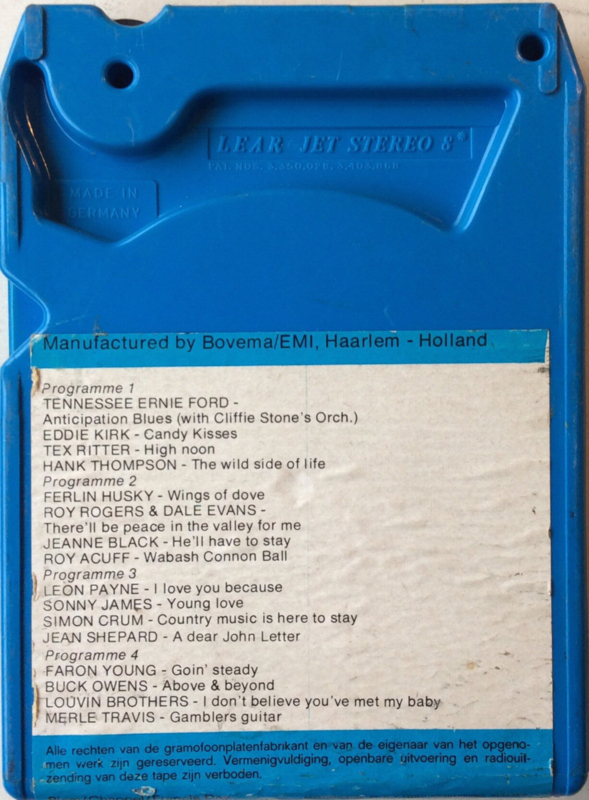 LEAR JET STEREO 8®
PAT. NOS.
MADE IN
GERMANY
Manufactured by Bovema/EMI, Haarlem - Holland.
Programme 1
TENNESSEE ERNIE FORD -
Anticipation Blues (with Cliffie Stone's Orch.)
EDDIE KIRK - Candy Kisses
TEX RITTER - High noon
HANK THOMPSON - The wild side of life
Programme 2
FERLIN HUSKY - Wings of dove
ROY ROGERS & DALE EVANS -
There'll be peace in the valley for me
JEANNE BLACK - He'll have to stay
ROY ACUFF - Wabash Connon Ball
Programme 3
LEON PAYNE - I love you because
SONNY JAMES - Young love
SIMON CRUM - Country music is here to stay
JEAN SHEPARD - A dear John Letter
Programme 4
FARON YOUNG - Goin' steady
BUCK OWENS - Above & beyond
LOUVIN BROTHERS - I don't believe you've met my baby
MERLE TRAVIS - Gamblers guitar
Alle rechten van de gramofoonplatenfabrikant en van de eigenaar van het opgeno-
men werk zijn gereserveerd. Vermenigvuldiging, openbare uitvoering en radiouit-
zending van deze tape zijn verboden.